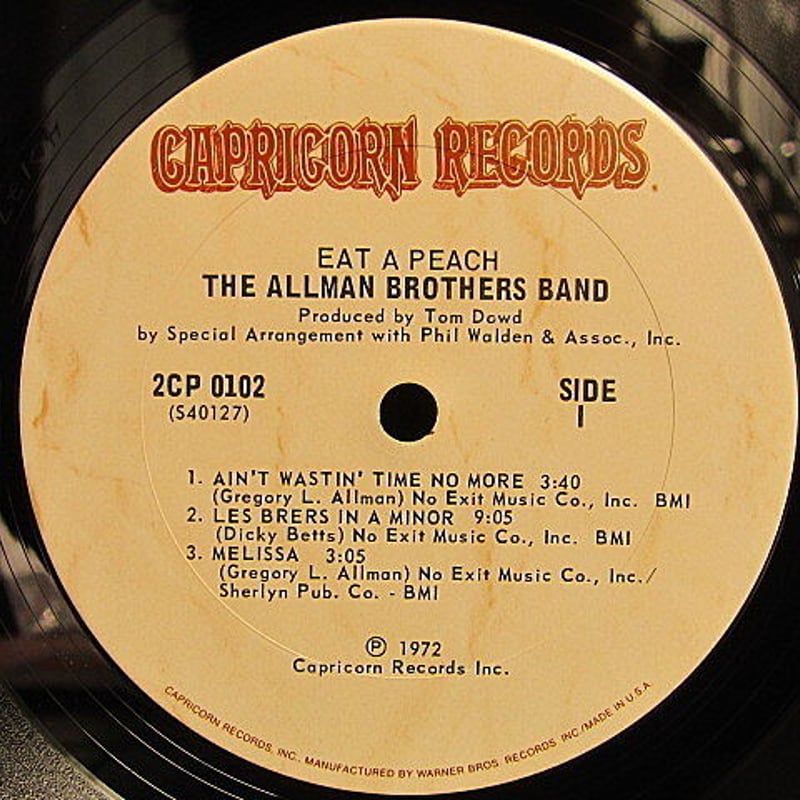 CAPRICORN RECORDS
EAT A PEACH
THE ALLMAN BROTHERS BAND
Produced by Tom Dowd
by Special Arrangement with Phil Walden & Assoc., Inc.
2CP 0102 SIDE
(S40127) I
1. AIN'T WASTIN' TIME NO MORE 3:40
(Gregory L. Allman) No Exit Music Co., Inc. BMI
2. LES BRERS IN A MINOR 9:05
(Dicky Betts) No Exit Music Co., Inc. BMI
3. MELISSA 3:05
(Gregory L. Allman) No Exit Music Co., Inc./
Sherlyn Pub. Co. - BMI
℗ 1972
Capricorn Records Inc.
CAPRICORN RECORDS, INC., MANUFACTURED BY WARNER BROS. RECORDS, INC./MADE IN U.S.A.